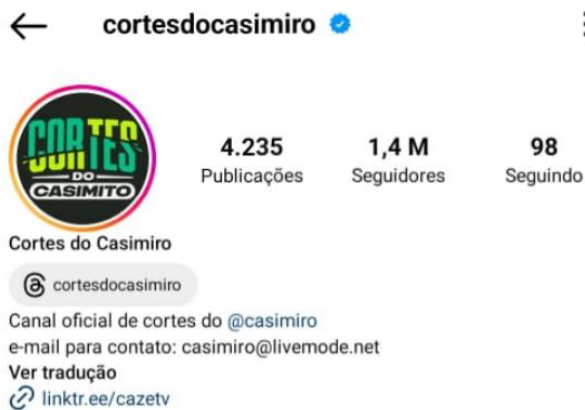 cortesdocasimiro
CORTES
DO
CASIMITO
4.235
Publicações
1,4 M
Seguidores
98
Seguindo
Cortes do Casimiro
cortesdocasimiro
Canal oficial de cortes do @casimiro
e-mail para contato: casimiro@livemode.net
Ver tradução
linktr.ee/cazetv